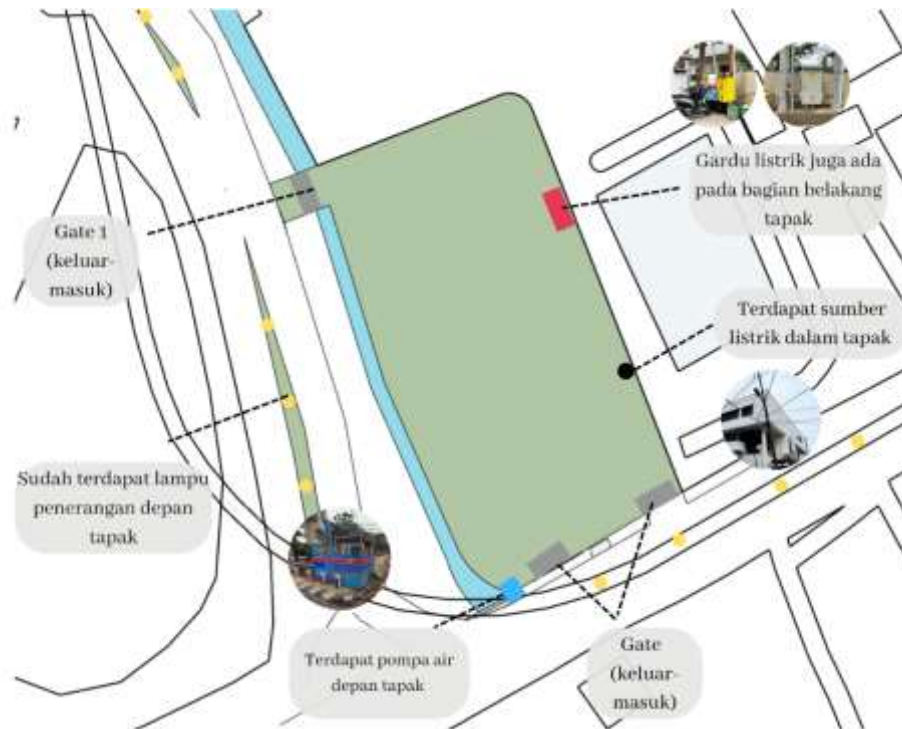 Gardu listrik juga ada
pada bagian belakang
tapak
Gate 1
(keluar-
masuk)
Terdapat sumber
listrik dalam tapak
Sudah terdapat lampu
penerangan depan
tapak
Terdapat pompa air
depan tapak
Gate
(keluar-
masuk)